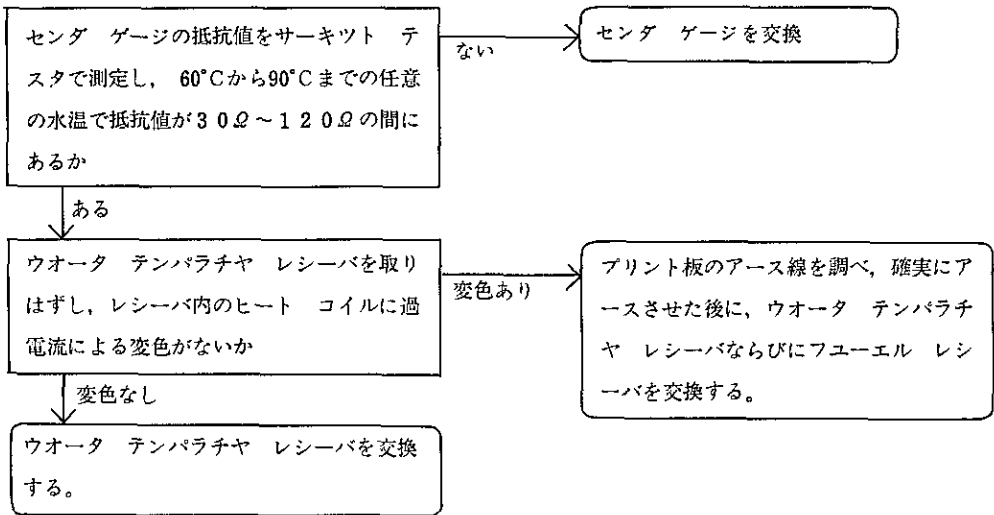 センダ ゲージの抵抗値をサーキツト テ
スタで測定し, 60°Cから90°Cまでの任意
の水温で抵抗値が30Ω~120Ωの間に
あるか
ない
センダ ゲージを交換
ある
ウオータ テンパラチヤ レシーバを取り
はずし, レシーバ内のヒート コイルに過
電流による変色がないか
変色あり
プリント板のアース線を調べ, 確実にア
ースさせた後に, ウオータ テンパラチ
ヤ レシーバならびにフユーエル レシ
ーバを交換する。
変色なし
ウオータ テンパラチヤ レシーバを交換
する。